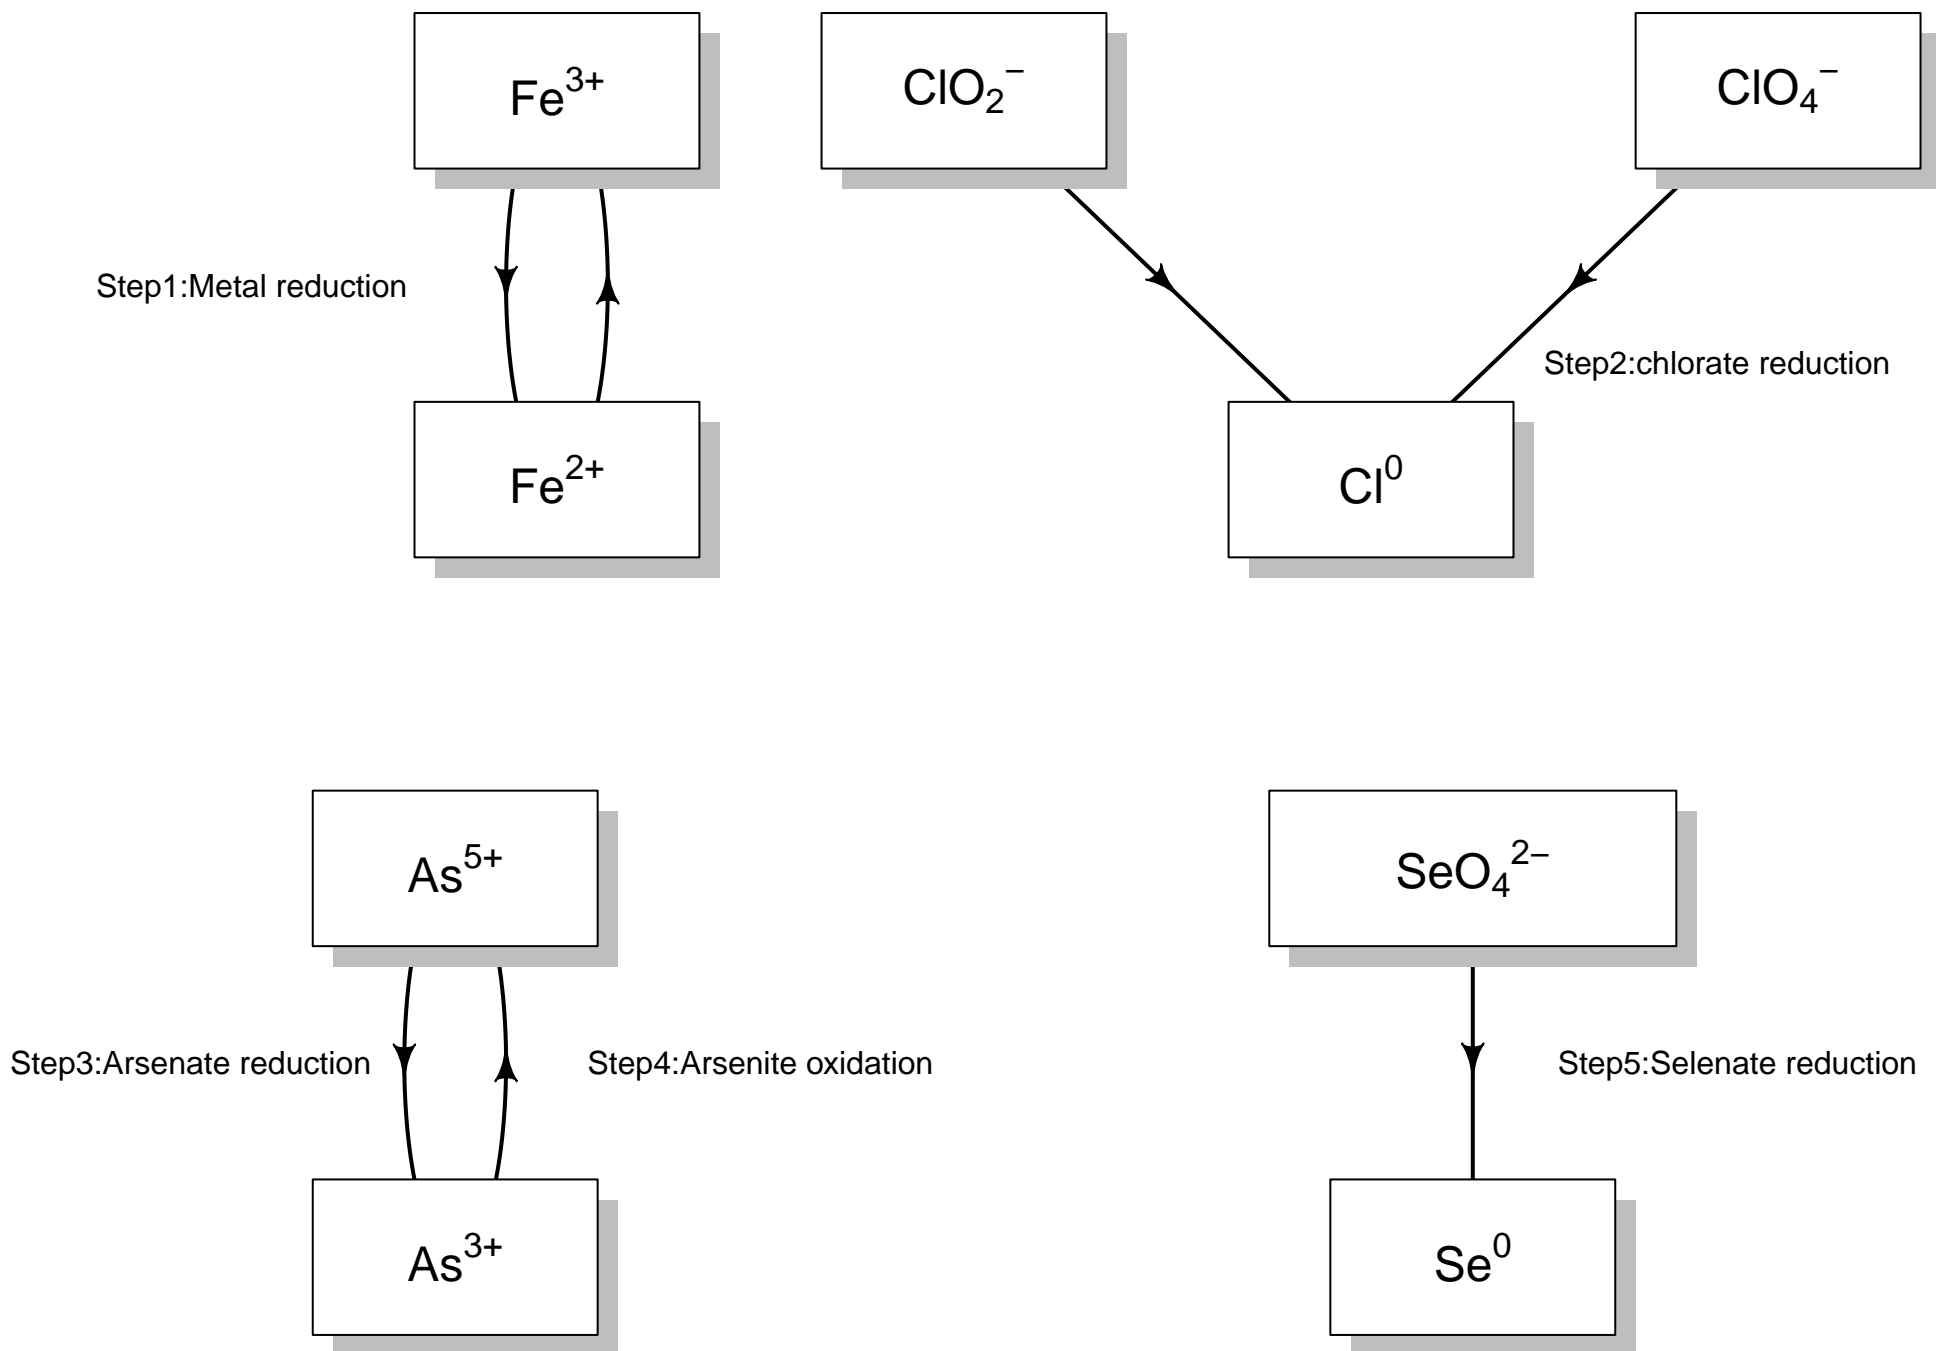 Fe³⁺
ClO₂⁻
ClO₄⁻
Step1:Metal reduction
Step2:chlorate reduction
Fe²⁺
Cl⁰
As⁵⁺
SeO₄²⁻
Step3:Arsenate reduction
Step4:Arsenite oxidation
Step5:Selenate reduction
As³⁺
Se⁰